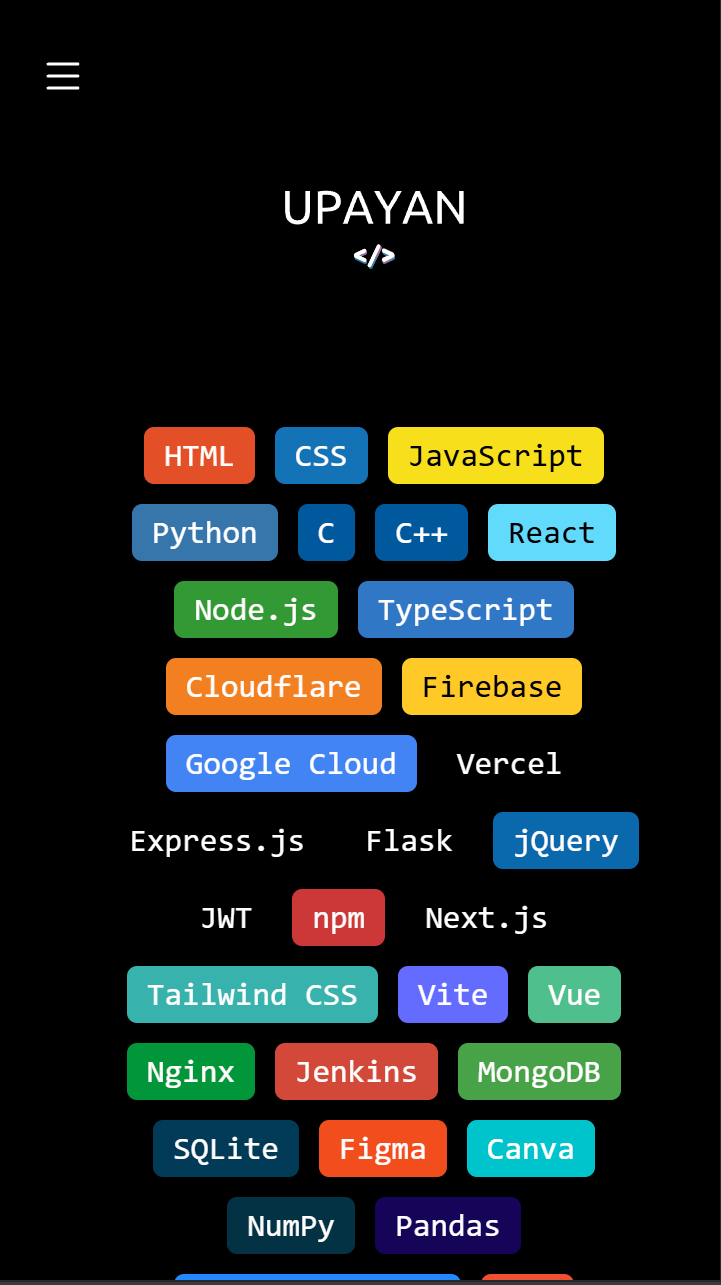 UPAYAN
</>
HTML CSS JavaScript
Python C C++ React
Node.js TypeScript
Cloudflare Firebase
Google Cloud Vercel
Express.js Flask jQuery
JWT npm Next.js
Tailwind CSS Vite Vue
Nginx Jenkins MongoDB
SQLite Figma Canva
NumPy Pandas